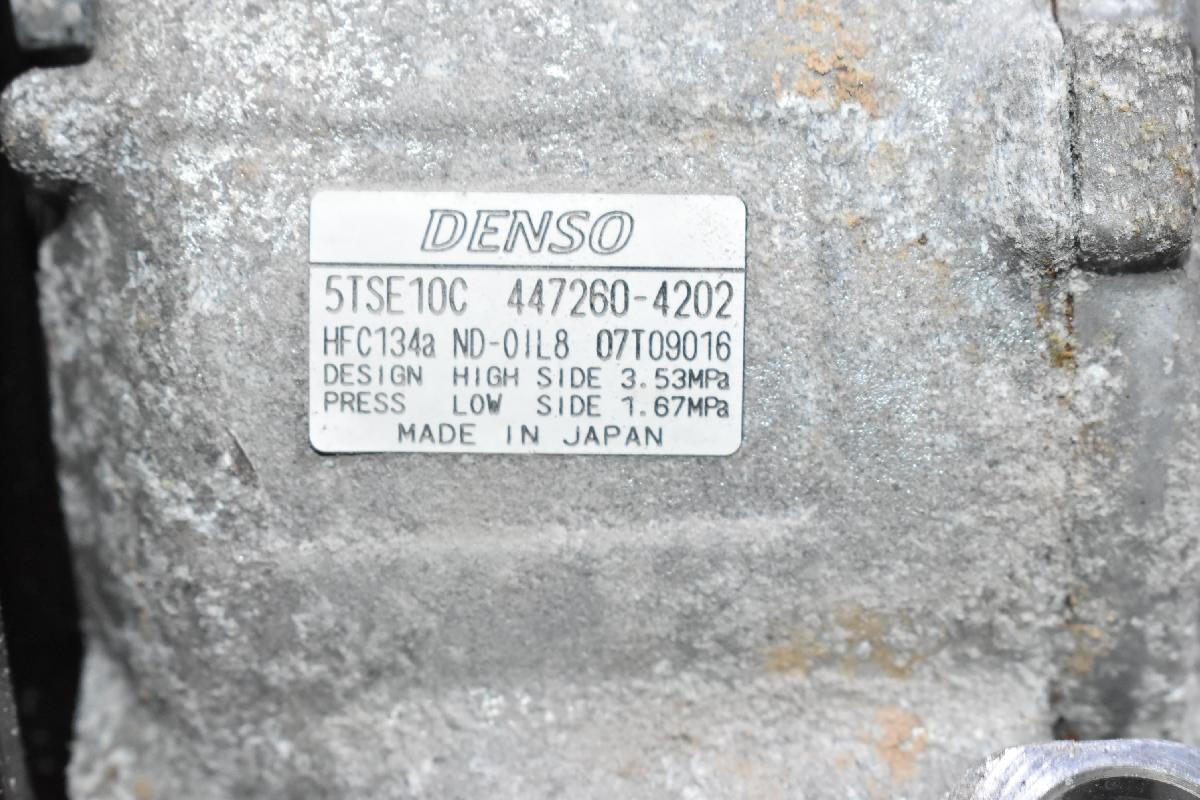 DENSO
5TSE10C 447260-4202
HFC134a ND-OIL8 07T09016
DESIGN HIGH SIDE 3.53MPa
PRESS LOW SIDE 1.67MPa
MADE IN JAPAN